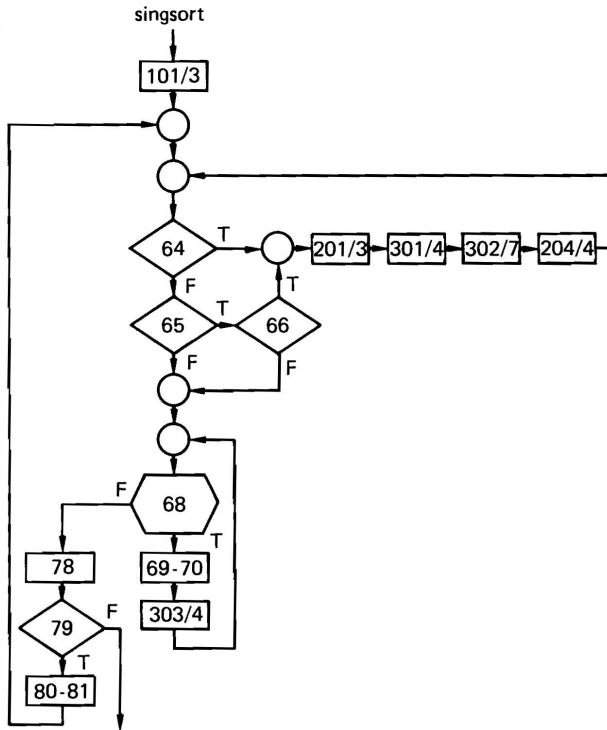 singsort
101/3
64
T
201/3
301/4
302/7
204/4
F
T
65
T
66
F
F
F
68
T
78
69-70
F
79
303/4
T
80-81